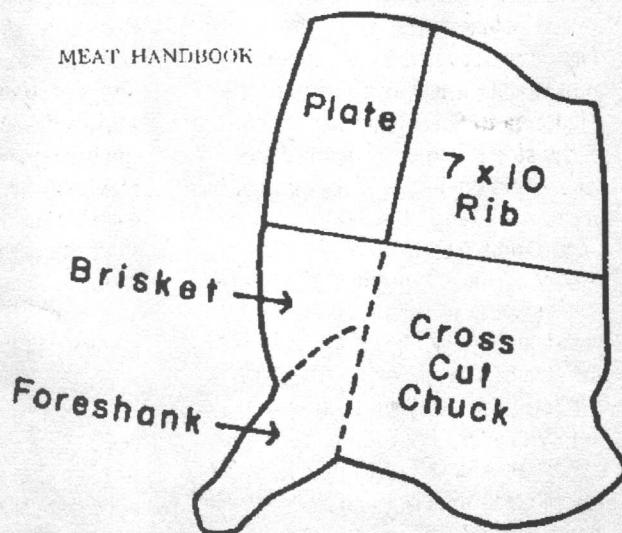 MEAT HANDBOOK
Plate
7 x 10
Rib
Brisket
Cross
Cut
Chuck
Foreshank